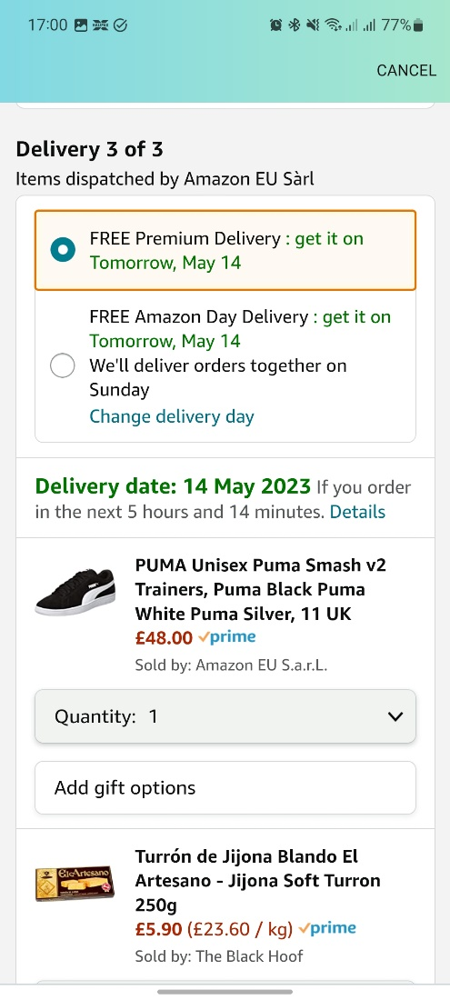 17:00
77%
CANCEL
Delivery 3 of 3
Items dispatched by Amazon EU Sàrl
FREE Premium Delivery : get it on
Tomorrow, May 14
FREE Amazon Day Delivery : get it on
Tomorrow, May 14
We'll deliver orders together on
Sunday
Change delivery day
Delivery date: 14 May 2023 If you order
in the next 5 hours and 14 minutes. Details
PUMA Unisex Puma Smash v2
Trainers, Puma Black Puma
White Puma Silver, 11 UK
£48.00 prime
Sold by: Amazon EU S.a.r.L.
Quantity: 1
Add gift options
El Artesano
Turrón de Jijona Blando El
Artesano - Jijona Soft Turron
250g
£5.90 (£23.60 / kg) prime
Sold by: The Black Hoof